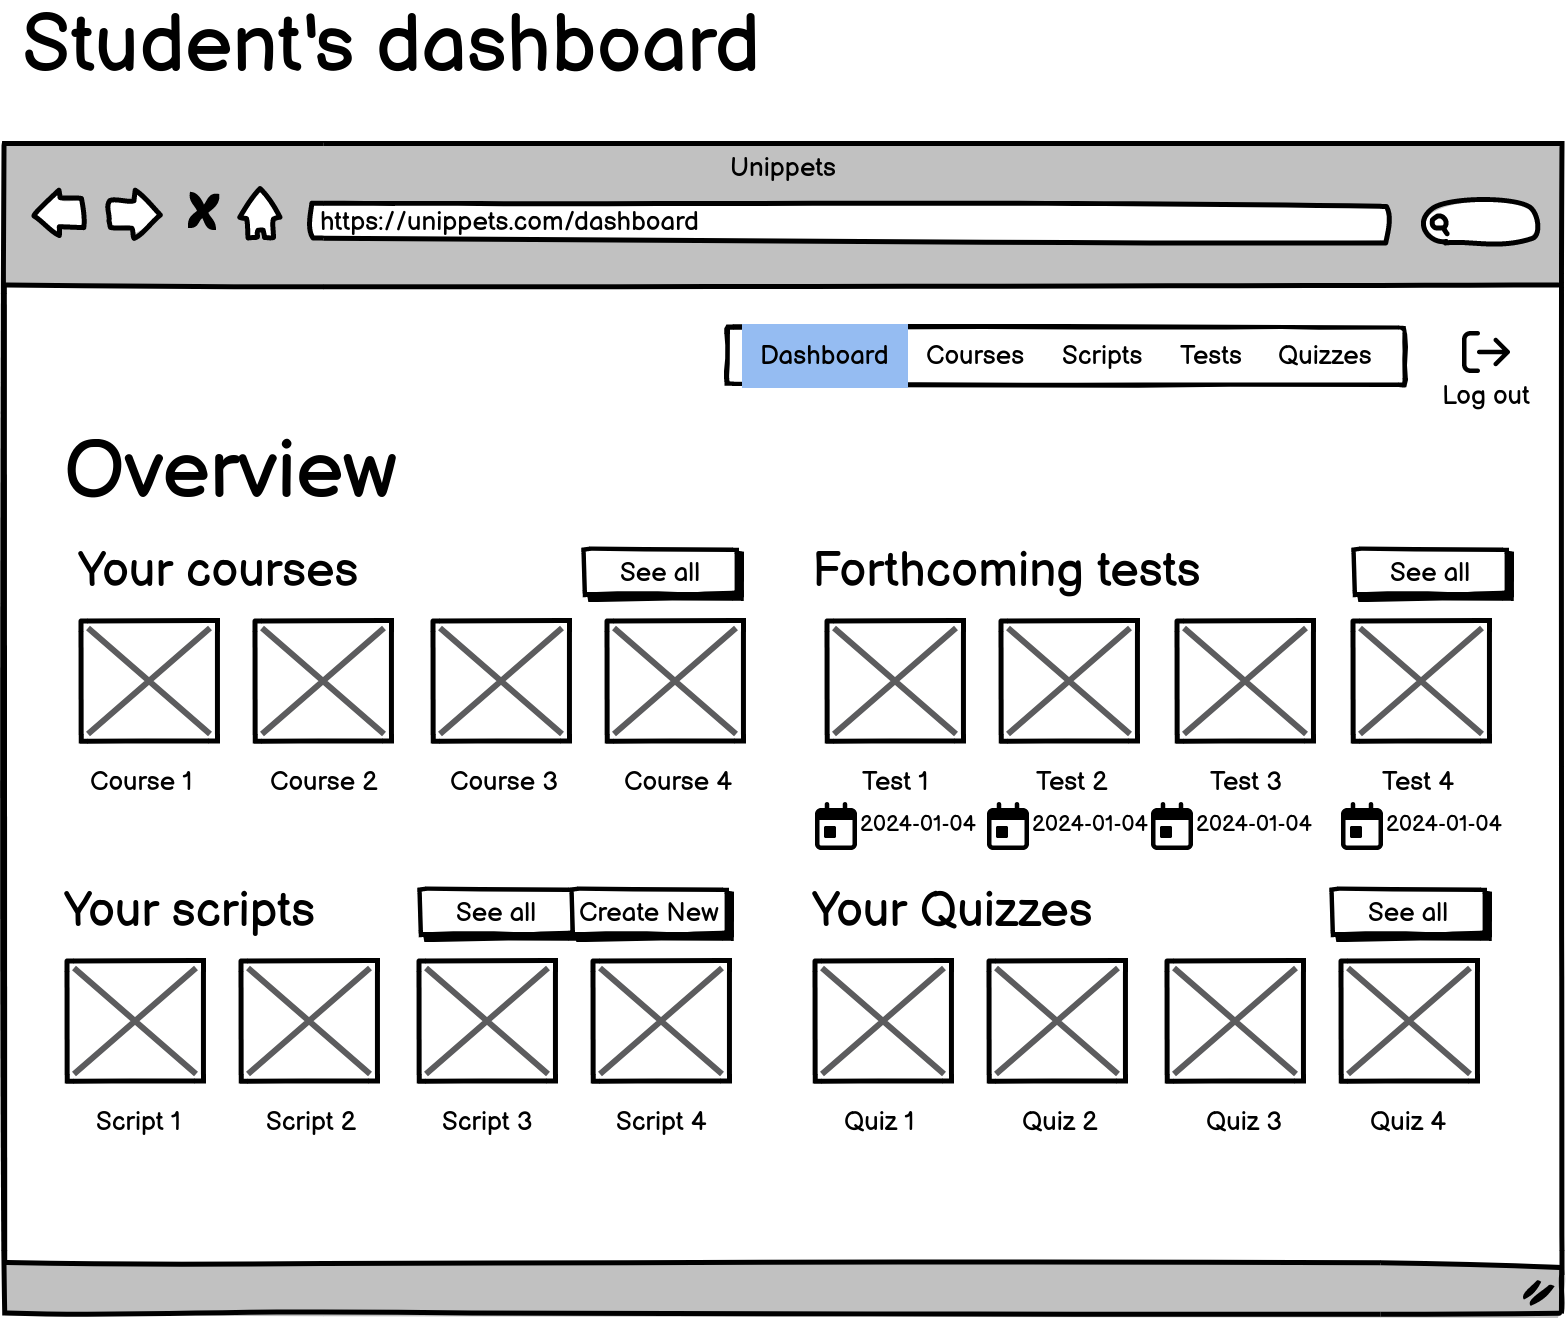 Student's dashboard
Unippets
https://unippets.com/dashboard
Dashboard Courses Scripts Tests Quizzes
Log out
Overview
Your courses See all
Course 1 Course 2 Course 3 Course 4
Forthcoming tests See all
Test 1 Test 2 Test 3 Test 4
2024-01-04 2024-01-04 2024-01-04 2024-01-04
Your scripts See all Create New
Script 1 Script 2 Script 3 Script 4
Your Quizzes See all
Quiz 1 Quiz 2 Quiz 3 Quiz 4